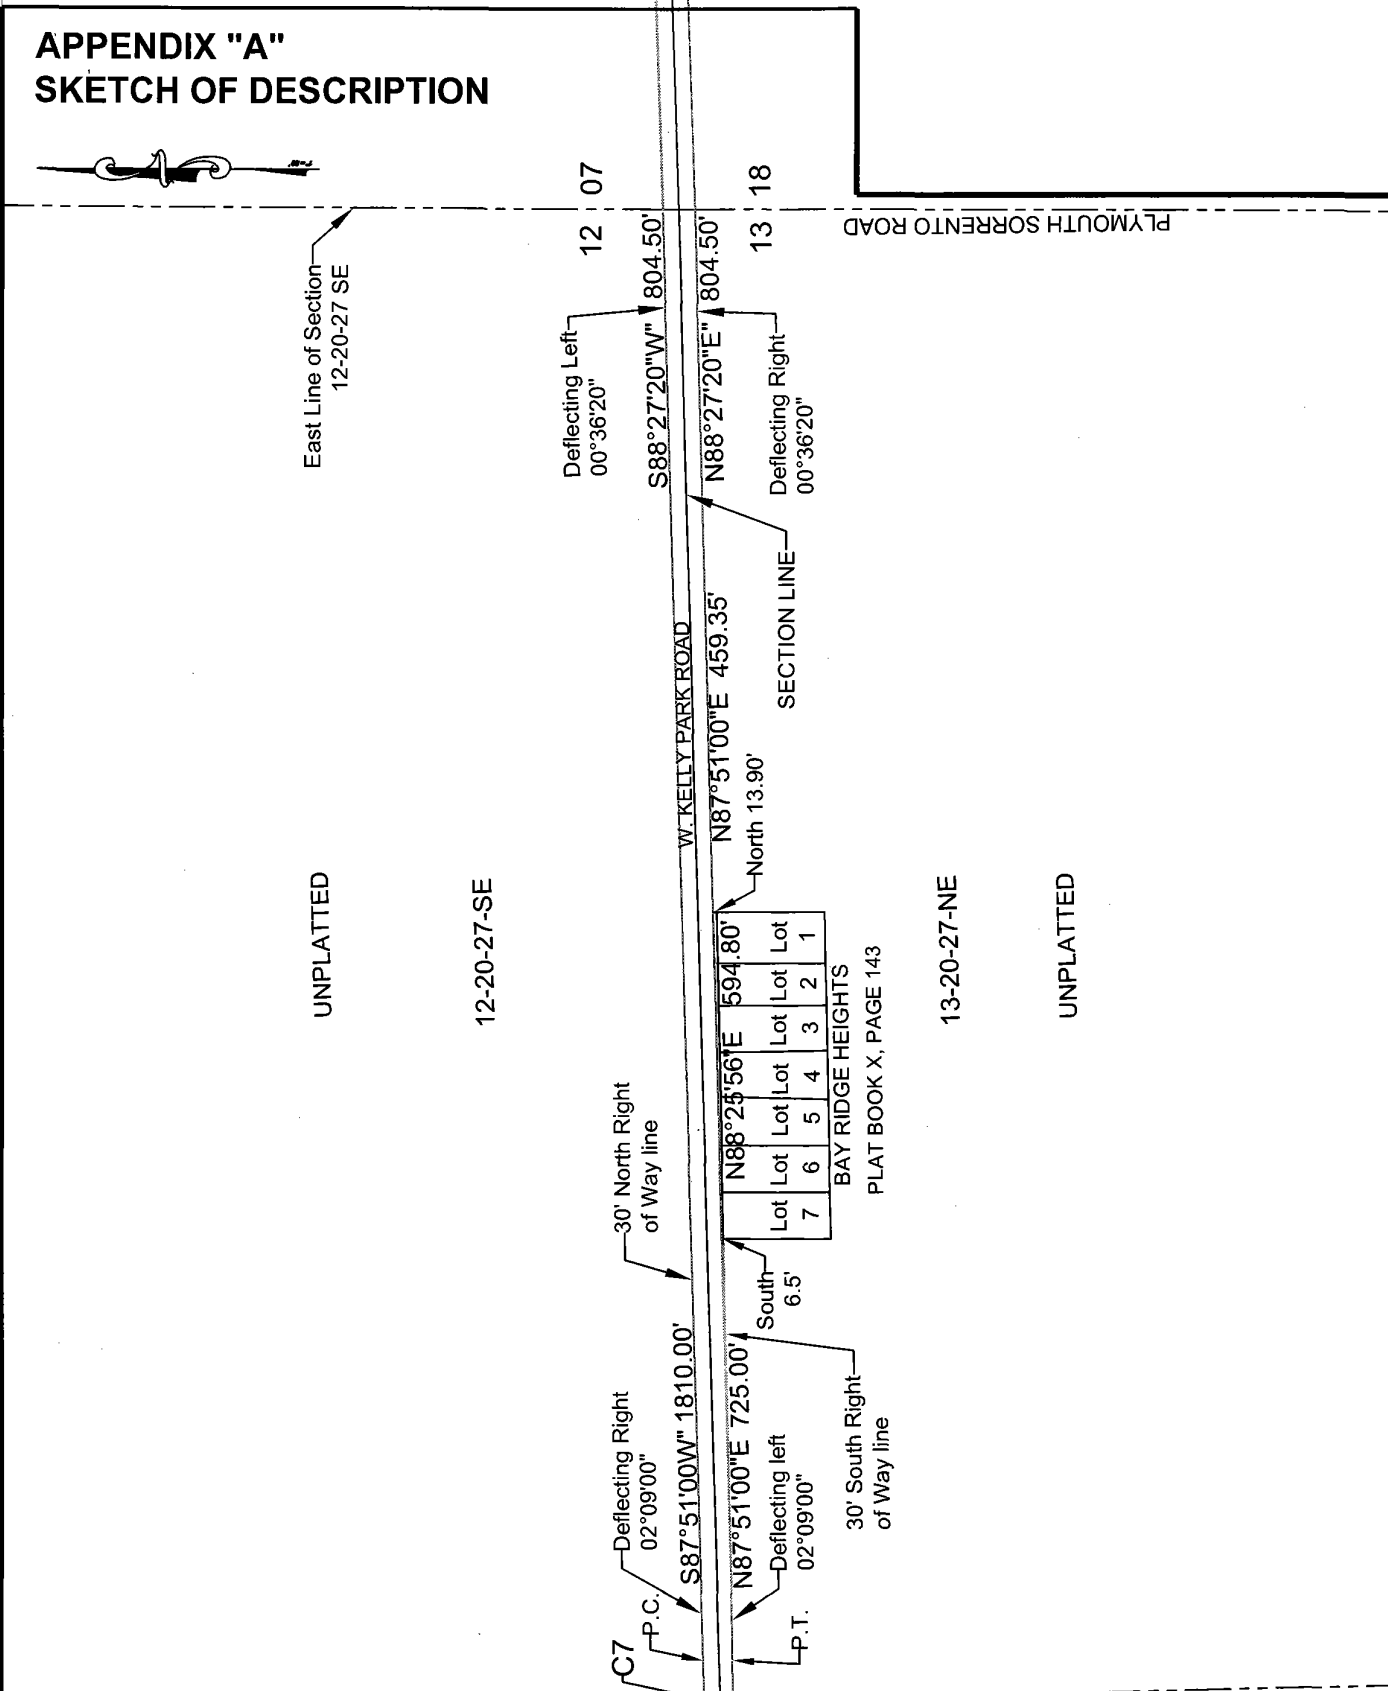 APPENDIX "A"
SKETCH OF DESCRIPTION
East Line of Section
12-20-27 SE
12
07
13
18
PLYMOUTH SORRENTO ROAD
Deflecting Left
00°36'20"
S88°27'20"W" 804.50'
N88°27'20"E" 804.50'
Deflecting Right
00°36'20"
SECTION LINE
W. KELLY PARK ROAD
N87°51'00"E 459.35'
North 13.90'
UNPLATTED
12-20-27-SE
13-20-27-NE
UNPLATTED
N88°25'56"E 594.80'
Lot 7
Lot 6
Lot 5
Lot 4
Lot 3
Lot 2
Lot 1
BAY RIDGE HEIGHTS
PLAT BOOK X, PAGE 143
30' North Right
of Way line
South
6.5'
S87°51'00W" 1810.00'
N87°51'00"E 725.00'
Deflecting Right
02°09'00"
Deflecting left
02°09'00"
30' South Right
of Way line
C7
P.C.
P.T.